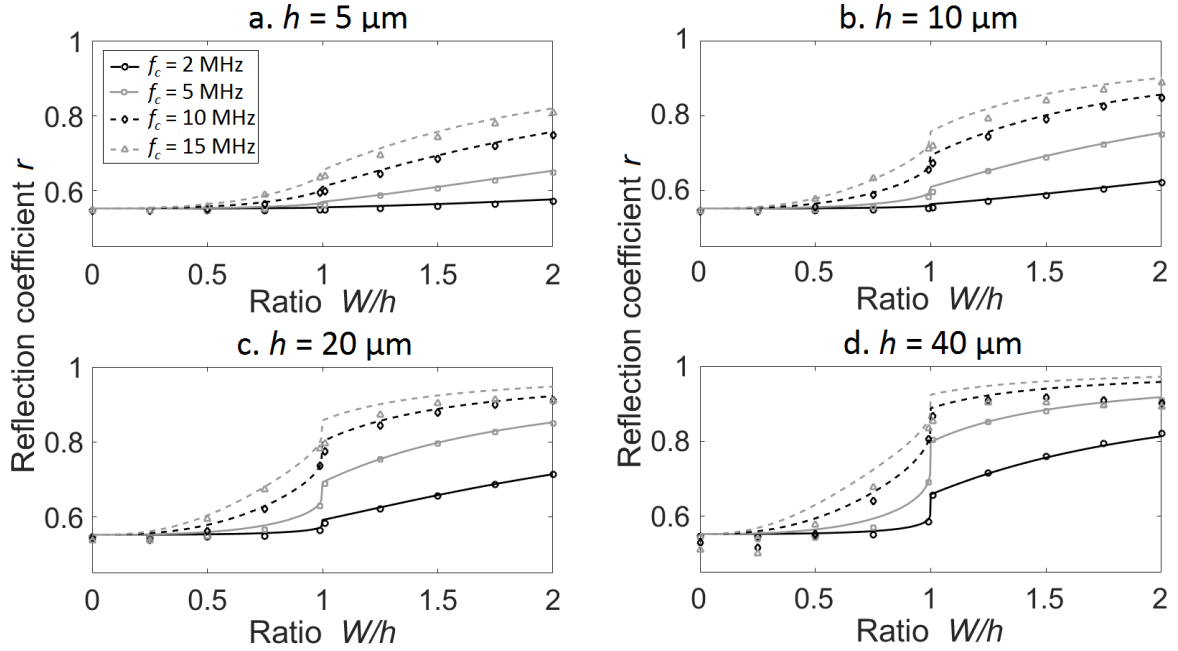 a. h = 5 µm
1
0.8
0.6
0
0.5
1
1.5
2
Ratio W/h
f_c = 2 MHz
f_c = 5 MHz
f_c = 10 MHz
f_c = 15 MHz
b. h = 10 µm
1
0.8
0.6
0
0.5
1
1.5
2
Ratio W/h
Reflection coefficient r
c. h = 20 µm
1
0.8
0.6
0
0.5
1
1.5
2
Ratio W/h
Reflection coefficient r
d. h = 40 µm
1
0.8
0.6
0
0.5
1
1.5
2
Ratio W/h